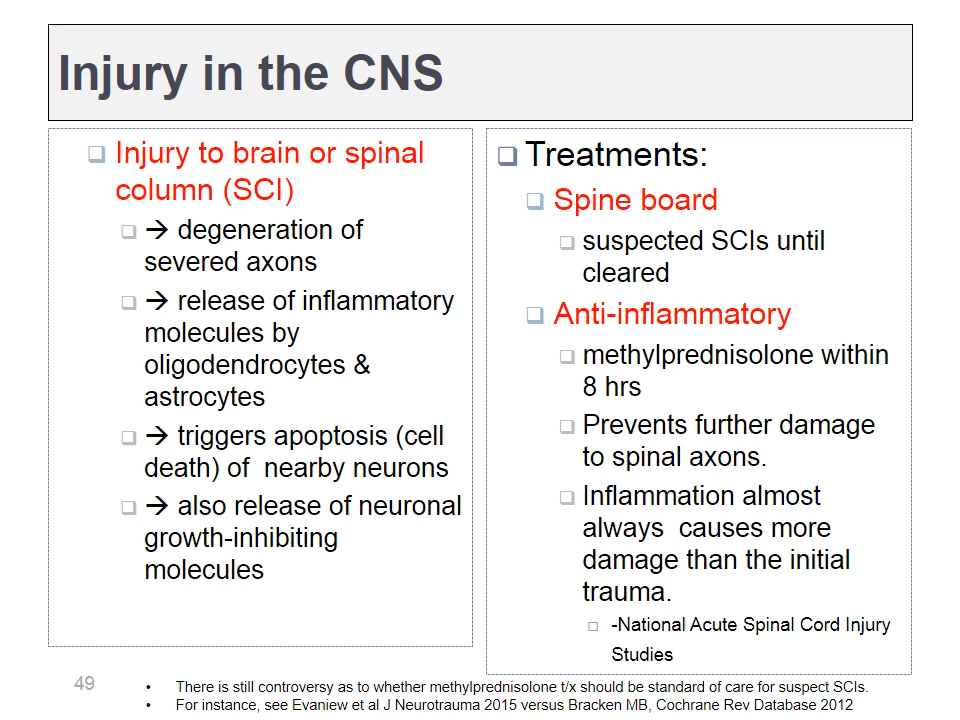 Injury in the CNS
Injury to brain or spinal
column (SCI)
→ degeneration of
severed axons
→ release of inflammatory
molecules by
oligodendrocytes &
astrocytes
→ triggers apoptosis (cell
death) of  nearby neurons
→ also release of neuronal
growth-inhibiting
molecules
Treatments:
Spine board
suspected SCIs until
cleared
Anti-inflammatory
methylprednisolone within
8 hrs
Prevents further damage
to spinal axons.
Inflammation almost
always  causes more
damage than the initial
trauma.
-National Acute Spinal Cord Injury
Studies
49
• There is still controversy as to whether methylprednisolone t/x should be standard of care for suspect SCIs.
• For instance, see Evaniew et al J Neurotrauma 2015 versus Bracken MB, Cochrane Rev Database 2012